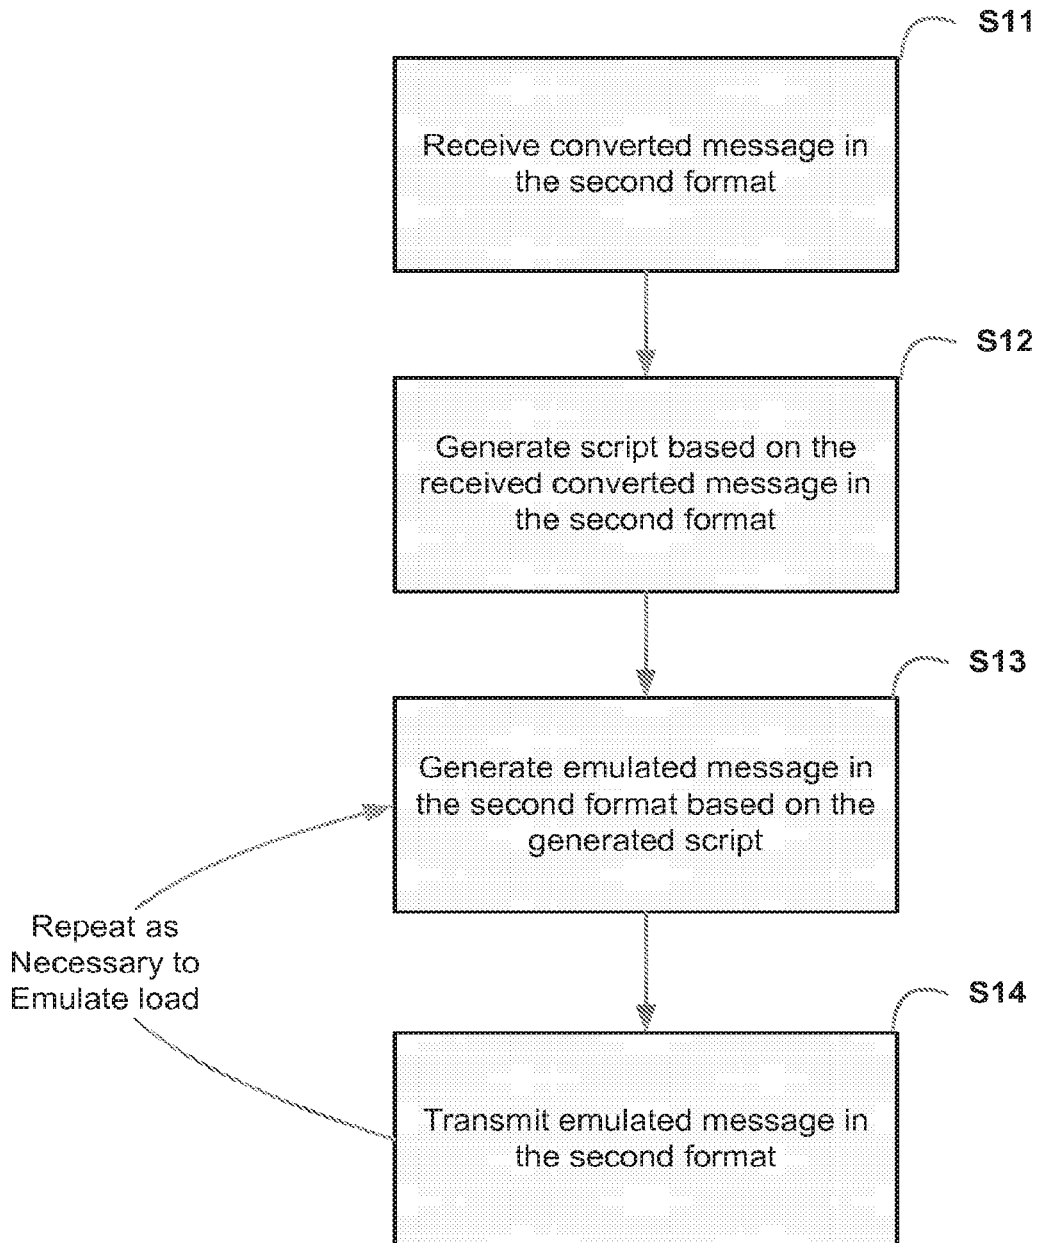 S11
Receive converted message in
the second format
S12
Generate script based on the
received converted message in
the second format
S13
Generate emulated message in
the second format based on the
generated script
Repeat as
Necessary to
Emulate load
S14
Transmit emulated message in
the second format